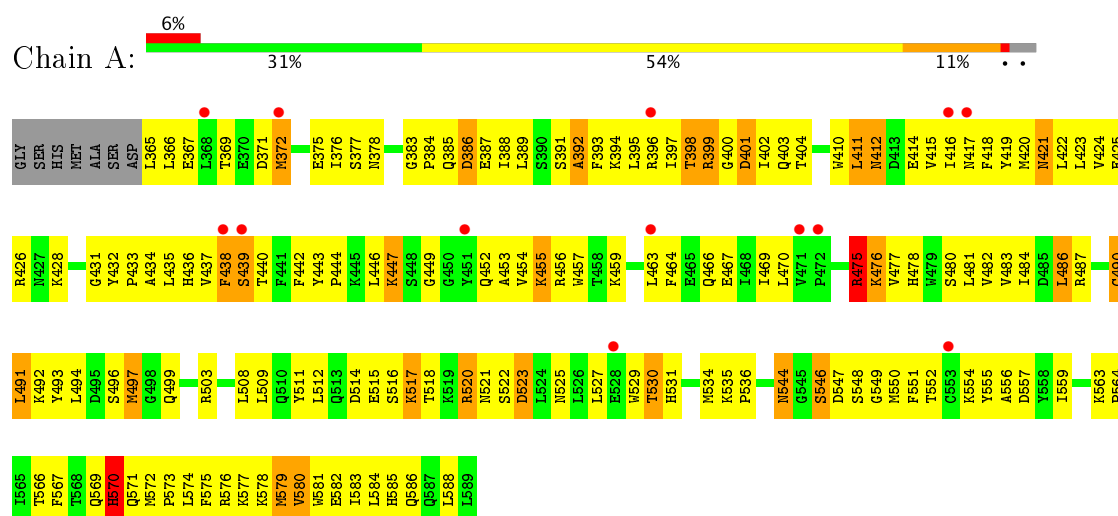 6%
Chain A:
31% 54% 11% • •
GLY SER HIS MET ALA SER ASP L365 L366 E367 L368 T369 E370 D371 M372 E375 I376 S377 N378 G383 P384 Q385 D386 E387 I388 L389 S390 S391 A392 F393 K394 L395 R396 I397 T398 R399 G400 D401 I402 Q403 T404 W410 L411 N412 D413 E414 V415 I416 N417 F418 Y419 M420 N421 L422 L423 V424 E425
R426 N427 K428 G431 Y432 P433 A434 L435 H436 V437 F438 S439 T440 F441 F442 Y443 P444 K445 L446 K447 S448 G449 G450 Y451 Q452 A453 V454 K455 R456 W457 T458 K459 L463 F464 E465 Q466 E467 I468 I469 L470 V471 P472 R475 K476 V477 H478 W479 S480 L481 V482 V483 I484 D485 L486 R487 C490
L491 K492 Y493 L494 D495 S496 M497 G498 Q499 R503 L508 L509 Q510 Y511 L512 Q513 D514 E515 S516 K517 T518 K519 R520 N521 S522 D523 L524 N525 L526 L527 E528 W529 T530 H531 M534 K535 P536 N544 G545 S546 D547 S548 G549 M550 F551 T552 C553 K554 Y555 A556 D557 Y558 I559 K563 P564
I565 T566 F567 T568 Q569 H570 Q571 M572 P573 L574 F575 R576 K577 K578 M579 V580 W581 E582 I583 L584 H585 Q586 Q587 L588 L589